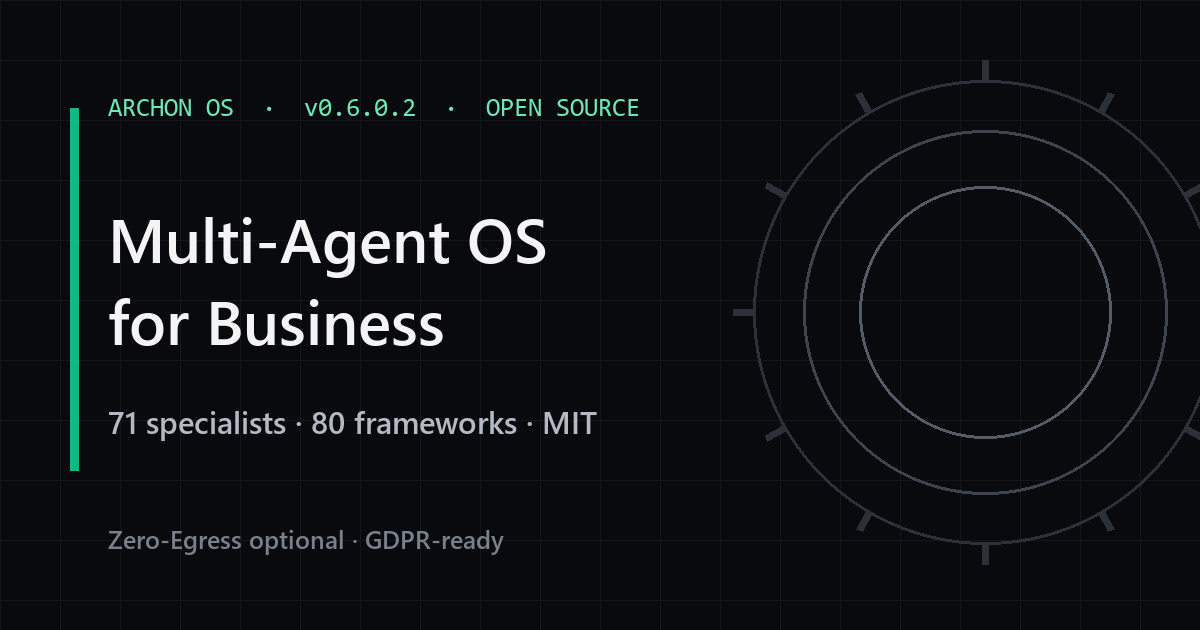 ARCHON OS · v0.6.0.2 · OPEN SOURCE
Multi-Agent OS
for Business
71 specialists · 80 frameworks · MIT
Zero-Egress optional · GDPR-ready